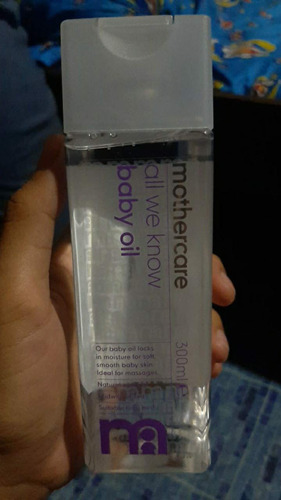 mothercare
all we know
baby oil
300ml e
Our baby oil locks
in moisture for soft,
smooth baby skin.
Ideal for massages.
m